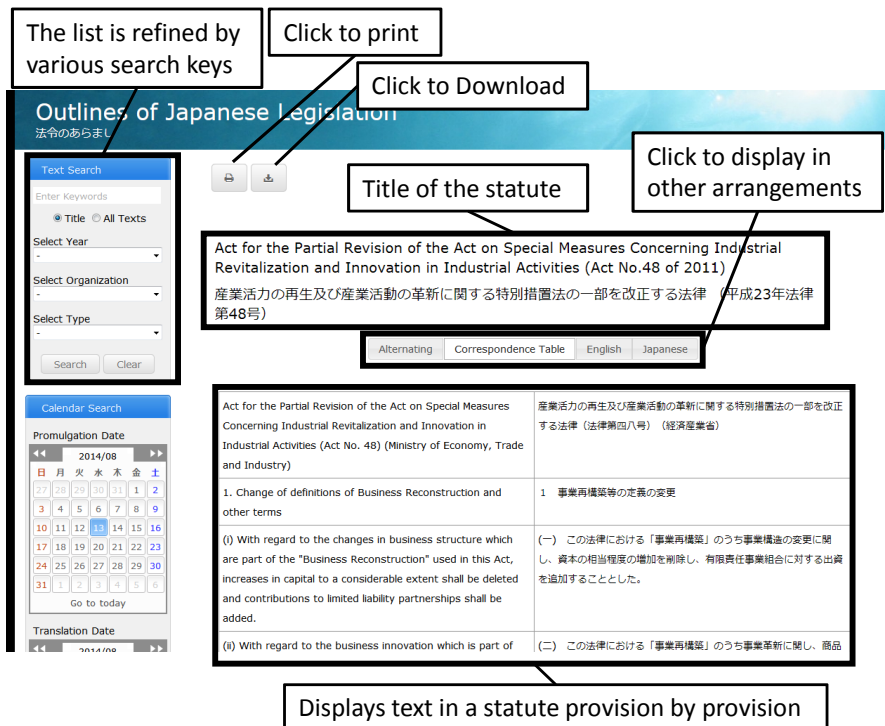 The list is refined by
various search keys
Click to print
Click to Download
Outlines of Japanese Legislation
法令のあらまし
Click to display in
other arrangements
Title of the statute
Text Search
Enter Keywords
Title All Texts
Select Year
-
Select Organization
-
Select Type
-
Search Clear
Act for the Partial Revision of the Act on Special Measures Concerning Industrial
Revitalization and Innovation in Industrial Activities (Act No.48 of 2011)
産業活力の再生及び産業活動の革新に関する特別措置法の一部を改正する法律 （平成23年法律
第48号）
Alternating Correspondence Table English Japanese
Calendar Search
Promulgation Date
2014/08
日 月 火 水 木 金 土
27 28 29 30 31 1 2
3 4 5 6 7 8 9
10 11 12 13 14 15 16
17 18 19 20 21 22 23
24 25 26 27 28 29 30
31 1 2 3 4 5 6
Go to today
Translation Date
2014/08
Act for the Partial Revision of the Act on Special Measures
Concerning Industrial Revitalization and Innovation in
Industrial Activities (Act No. 48) (Ministry of Economy, Trade
and Industry)
産業活力の再生及び産業活動の革新に関する特別措置法の一部を改正
する法律（法律第四八号）（経済産業省）
1. Change of definitions of Business Reconstruction and
other terms
1 事業再構築等の定義の変更
(i) With regard to the changes in business structure which
are part of the "Business Reconstruction" used in this Act,
increases in capital to a considerable extent shall be deleted
and contributions to limited liability partnerships shall be
added.
(一) この法律における「事業再構築」のうち事業構造の変更に関
し、資本の相当程度の増加を削除し、有限責任事業組合に対する出資
を追加することとした。
(ii) With regard to the business innovation which is part of
(二) この法律における「事業再構築」のうち事業革新に関し、商品
Displays text in a statute provision by provision